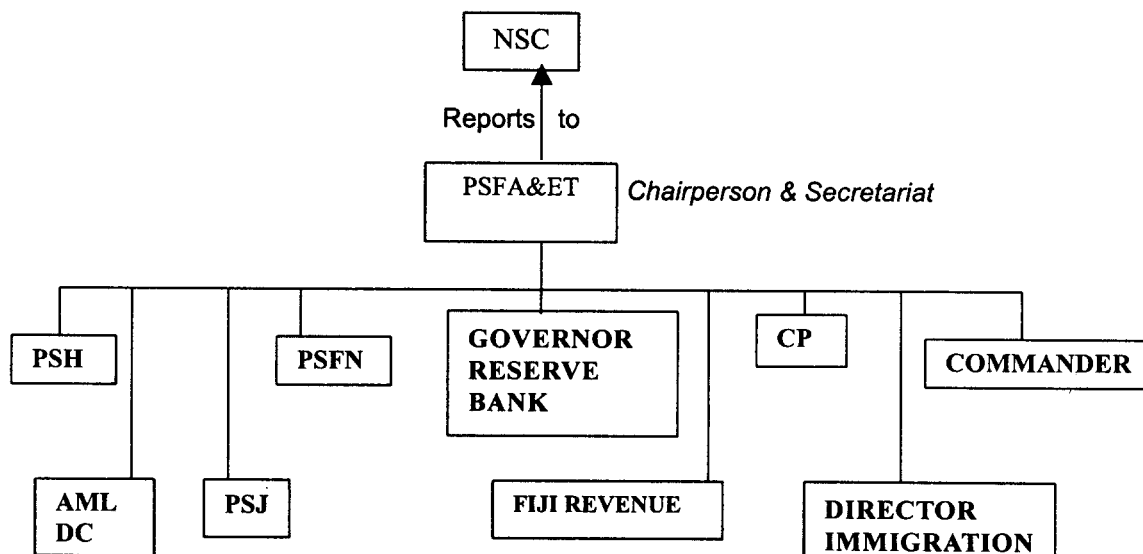 NSC
Reports to
PSFA&ET
Chairperson & Secretariat
PSH
PSFN
GOVERNOR
RESERVE
BANK
CP
COMMANDER
AML
DC
PSJ
FIJI REVENUE
DIRECTOR
IMMIGRATION